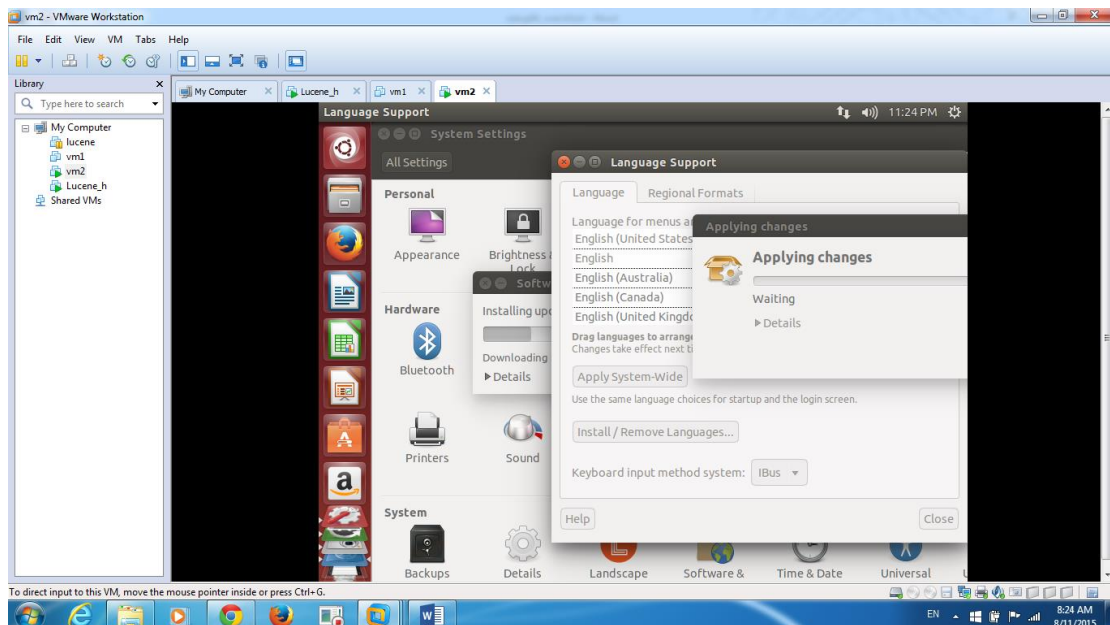 vm2 - VMware Workstation
File Edit View VM Tabs Help
Library
Type here to search
My Computer
lucene
vm1
vm2
Lucene_h
Shared VMs
My Computer
Lucene_h
vm1
vm2
Language Support
11:24 PM
System Settings
All Settings
Personal
Appearance
Brightness &
Lock
Hardware
Bluetooth
Printers
Sound
System
Backups
Details
Landscape
Software &
Time & Date
Universal
Softw
Installing upd
Downloading
Details
Language Support
Language
Regional Formats
Language for menus a
English (United States
English
English (Australia)
English (Canada)
English (United Kingdo
Drag languages to arrange
Changes take effect next ti
Apply System-Wide
Use the same language choices for startup and the login screen.
Install / Remove Languages...
Keyboard input method system: IBus
Help
Close
Applying changes
Applying changes
Waiting
Details
To direct input to this VM, move the mouse pointer inside or press Ctrl+G.
EN
8:24 AM
8/11/2015